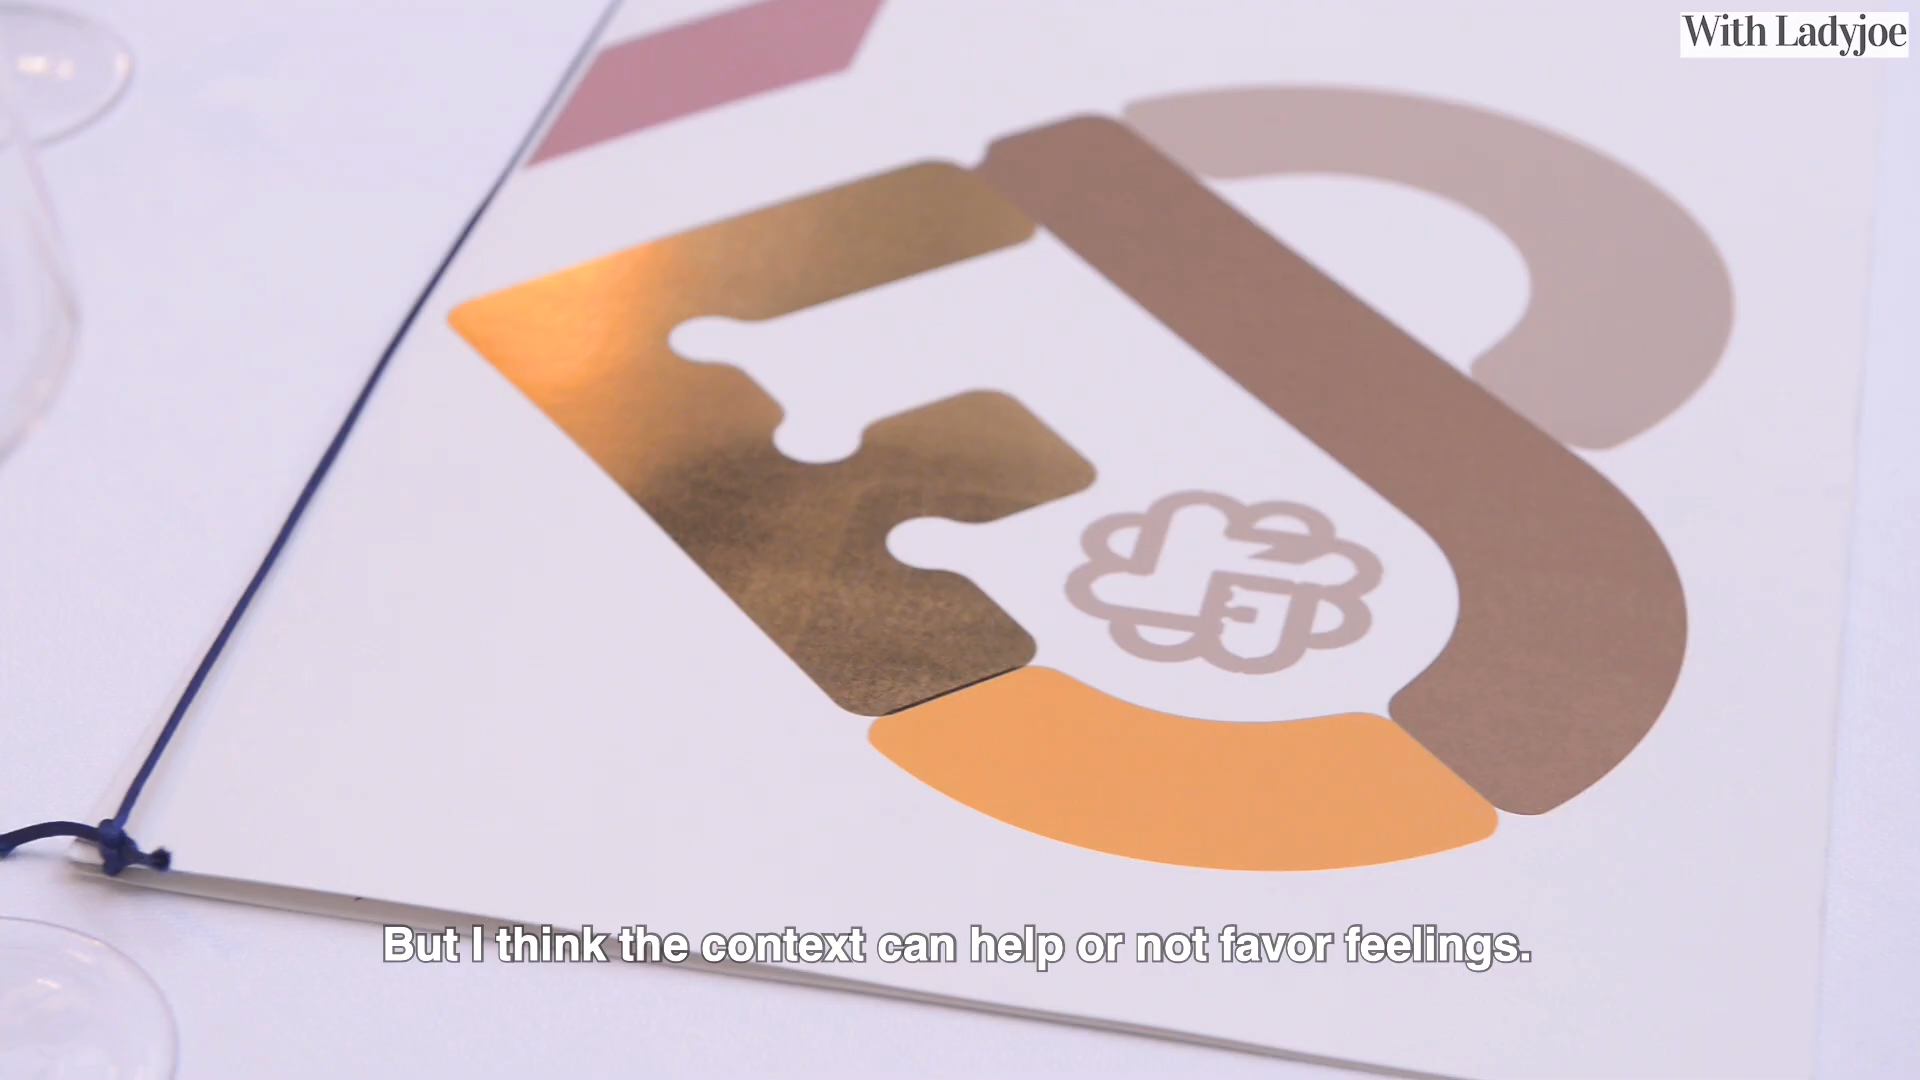 With Ladyjoe
But I think the context can help or not favor feelings.